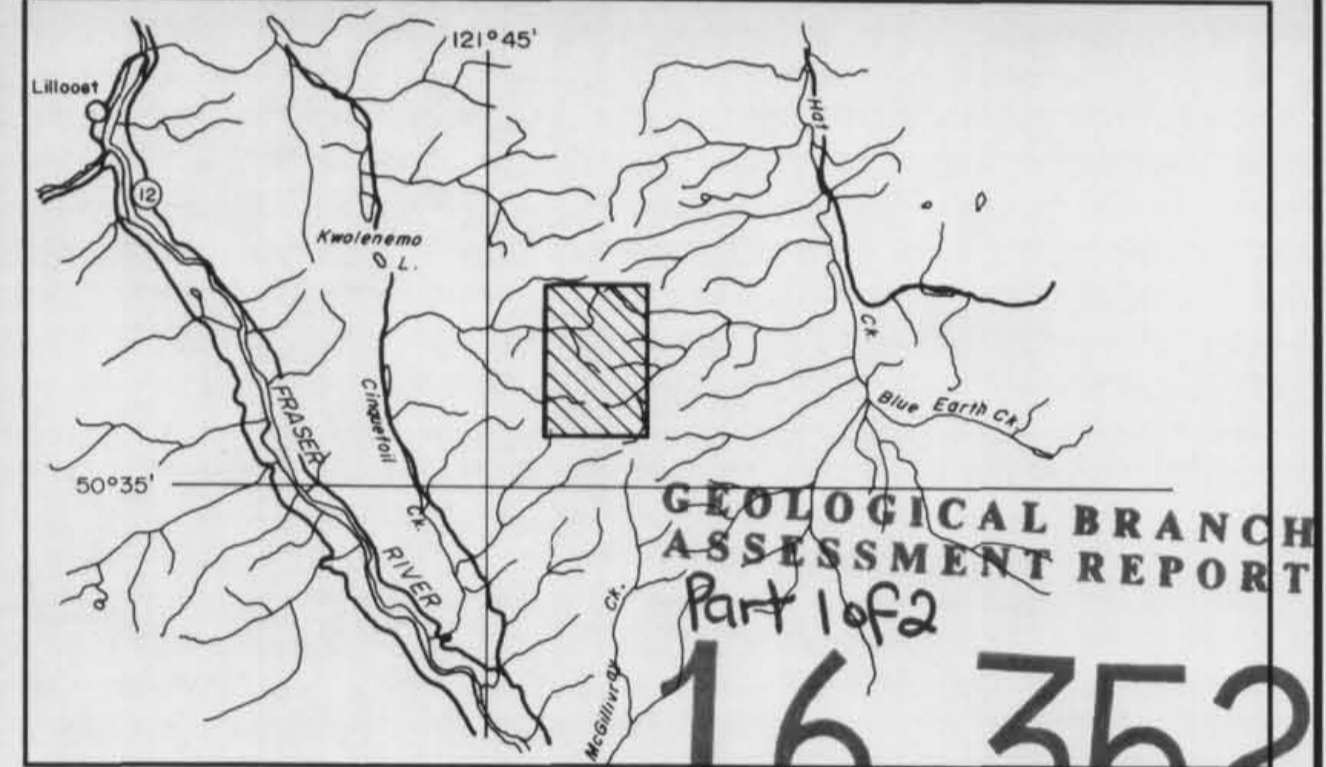 121°45'
Lillooet
Hat
12
Kwolenemo
L.
Ck.
FRASER
Cinquefoil
Blue Earth Ck.
50°35'
Ck.
GEOLOGICAL BRANCH
ASSESSMENT REPORT
RIVER
Ck.
Part 1 of 2
McGillivray
16,352